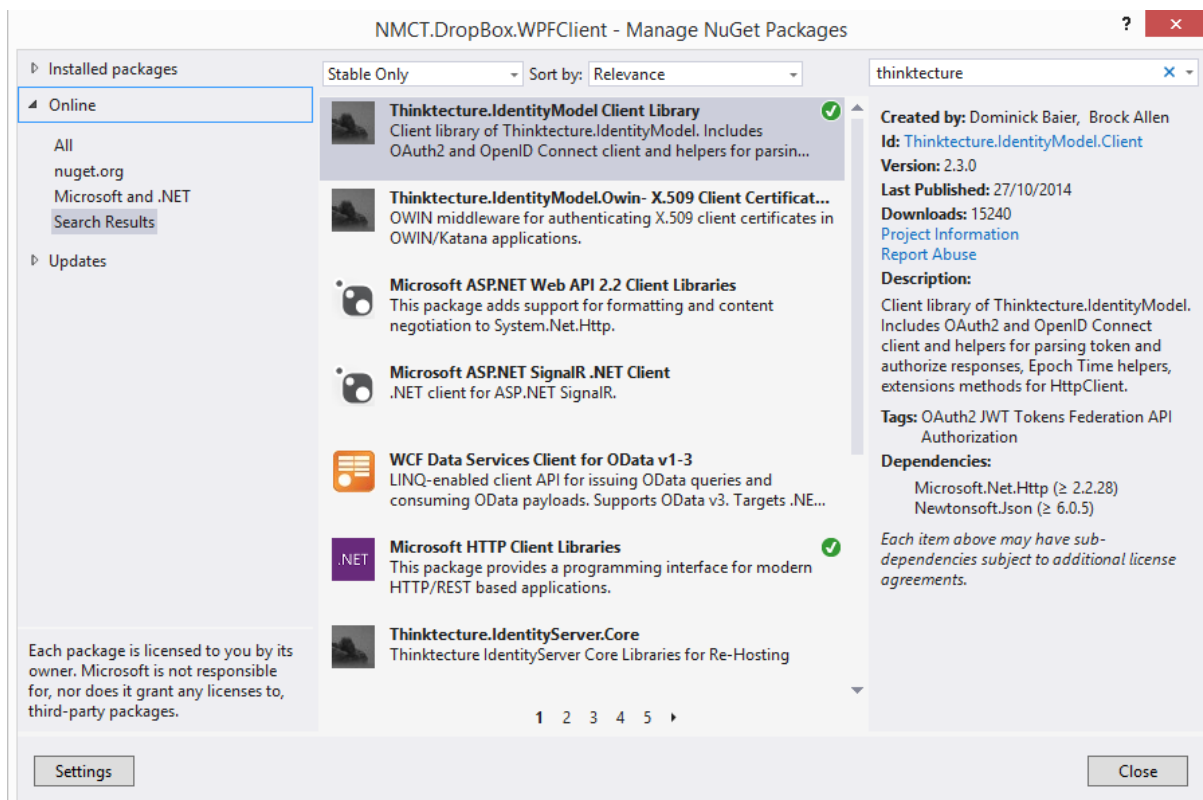 NMCT.DropBox.WPFClient - Manage NuGet Packages
?
×
Installed packages
Online
All
nuget.org
Microsoft and .NET
Search Results
Updates
Each package is licensed to you by its
owner. Microsoft is not responsible
for, nor does it grant any licenses to,
third-party packages.
Settings
Stable Only
Sort by: Relevance
Thinktecture.IdentityModel Client Library
Client library of Thinktecture.IdentityModel. Includes
OAuth2 and OpenID Connect client and helpers for parsin...
Thinktecture.IdentityModel.Owin- X.509 Client Certificat...
OWIN middleware for authenticating X.509 client certificates in
OWIN/Katana applications.
Microsoft ASP.NET Web API 2.2 Client Libraries
This package adds support for formatting and content
negotiation to System.Net.Http.
Microsoft ASP.NET SignalR .NET Client
.NET client for ASP.NET SignalR.
WCF Data Services Client for OData v1-3
LINQ-enabled client API for issuing OData queries and
consuming OData payloads. Supports OData v3. Targets .NE...
.NET
Microsoft HTTP Client Libraries
This package provides a programming interface for modern
HTTP/REST based applications.
Thinktecture.IdentityServer.Core
Thinktecture IdentityServer Core Libraries for Re-Hosting
1 2 3 4 5
thinktecture
Created by: Dominick Baier, Brock Allen
Id: Thinktecture.IdentityModel.Client
Version: 2.3.0
Last Published: 27/10/2014
Downloads: 15240
Project Information
Report Abuse
Description:
Client library of Thinktecture.IdentityModel.
Includes OAuth2 and OpenID Connect
client and helpers for parsing token and
authorize responses, Epoch Time helpers,
extensions methods for HttpClient.
Tags: OAuth2 JWT Tokens Federation API
Authorization
Dependencies:
Microsoft.Net.Http (≥ 2.2.28)
Newtonsoft.Json (≥ 6.0.5)
Each item above may have sub-
dependencies subject to additional license
agreements.
Close